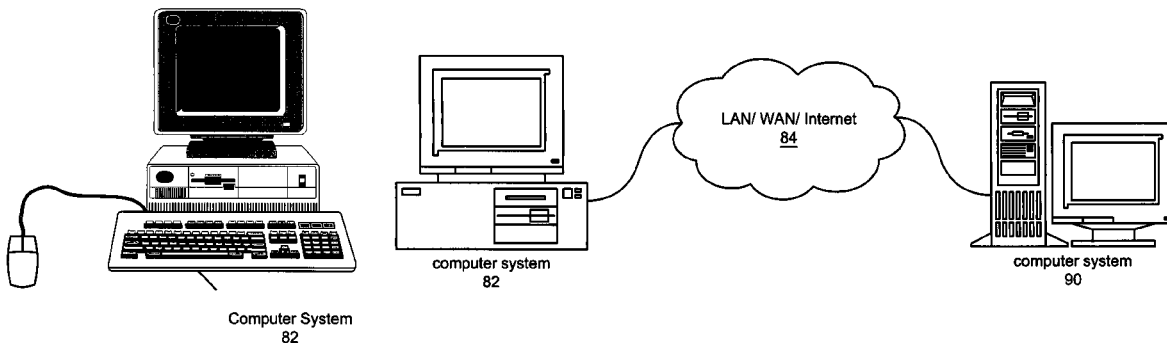 Computer System
82
computer system
82
LAN/ WAN/ Internet
84
computer system
90